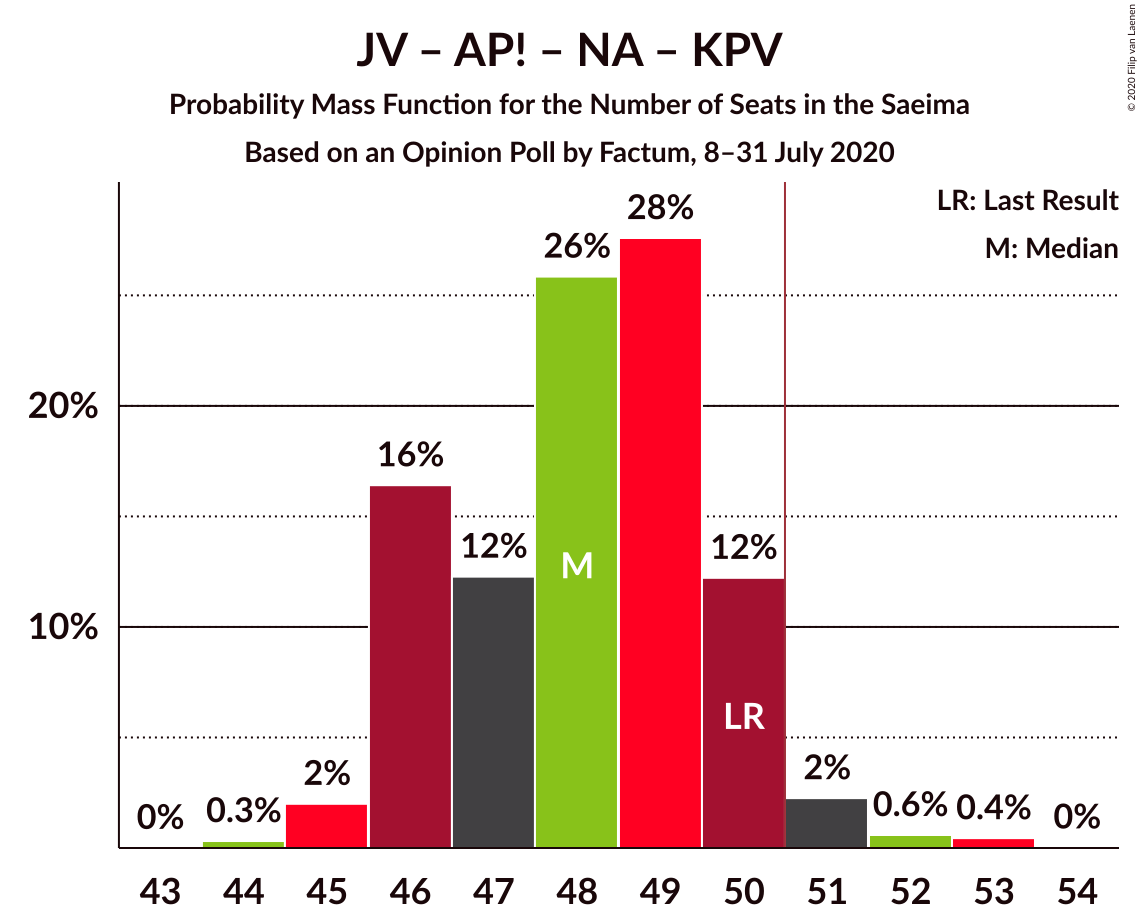 JV – AP! – NA – KPV
Probability Mass Function for the Number of Seats in the Saeima
Based on an Opinion Poll by Factum, 8–31 July 2020
© 2020 Filip van Laenen
LR: Last Result
M: Median
20%
10%
0%
0.3%
2%
16%
12%
26%
28%
12%
2%
0.6%
0.4%
0%
M
LR
43 44 45 46 47 48 49 50 51 52 53 54